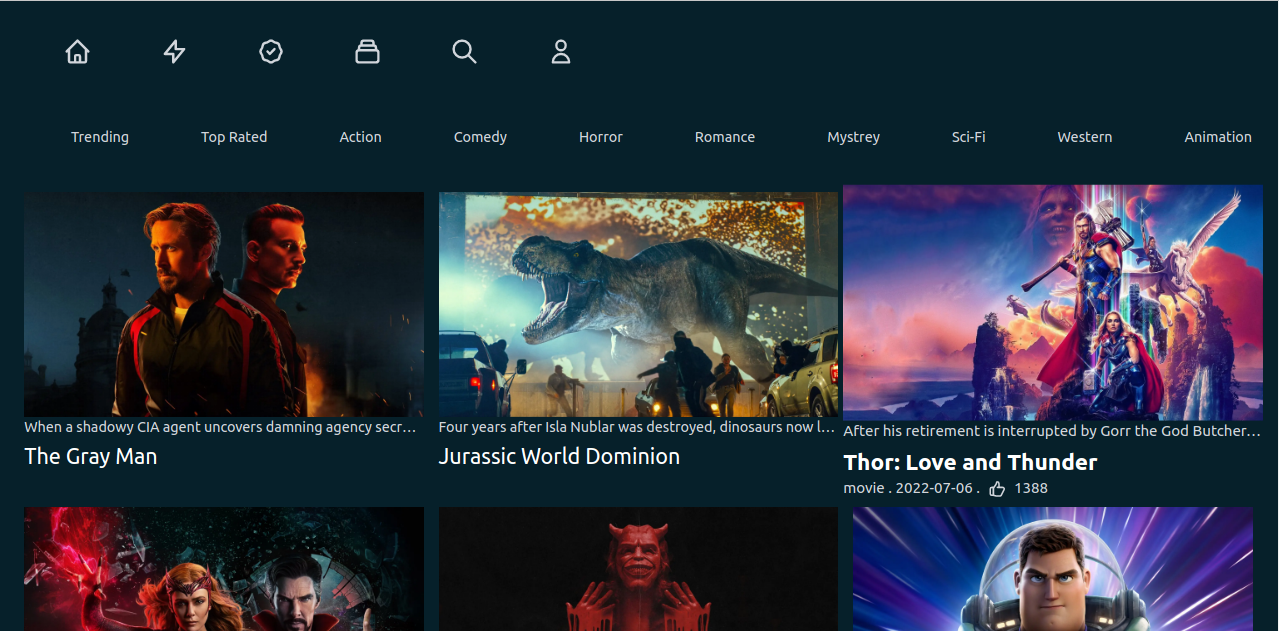 Trending Top Rated Action Comedy Horror Romance Mystrey Sci-Fi Western Animation
When a shadowy CIA agent uncovers damning agency secr...
The Gray Man
Four years after Isla Nublar was destroyed, dinosaurs now l...
Jurassic World Dominion
After his retirement is interrupted by Gorr the God Butcher...
Thor: Love and Thunder
movie . 2022-07-06 . 1388